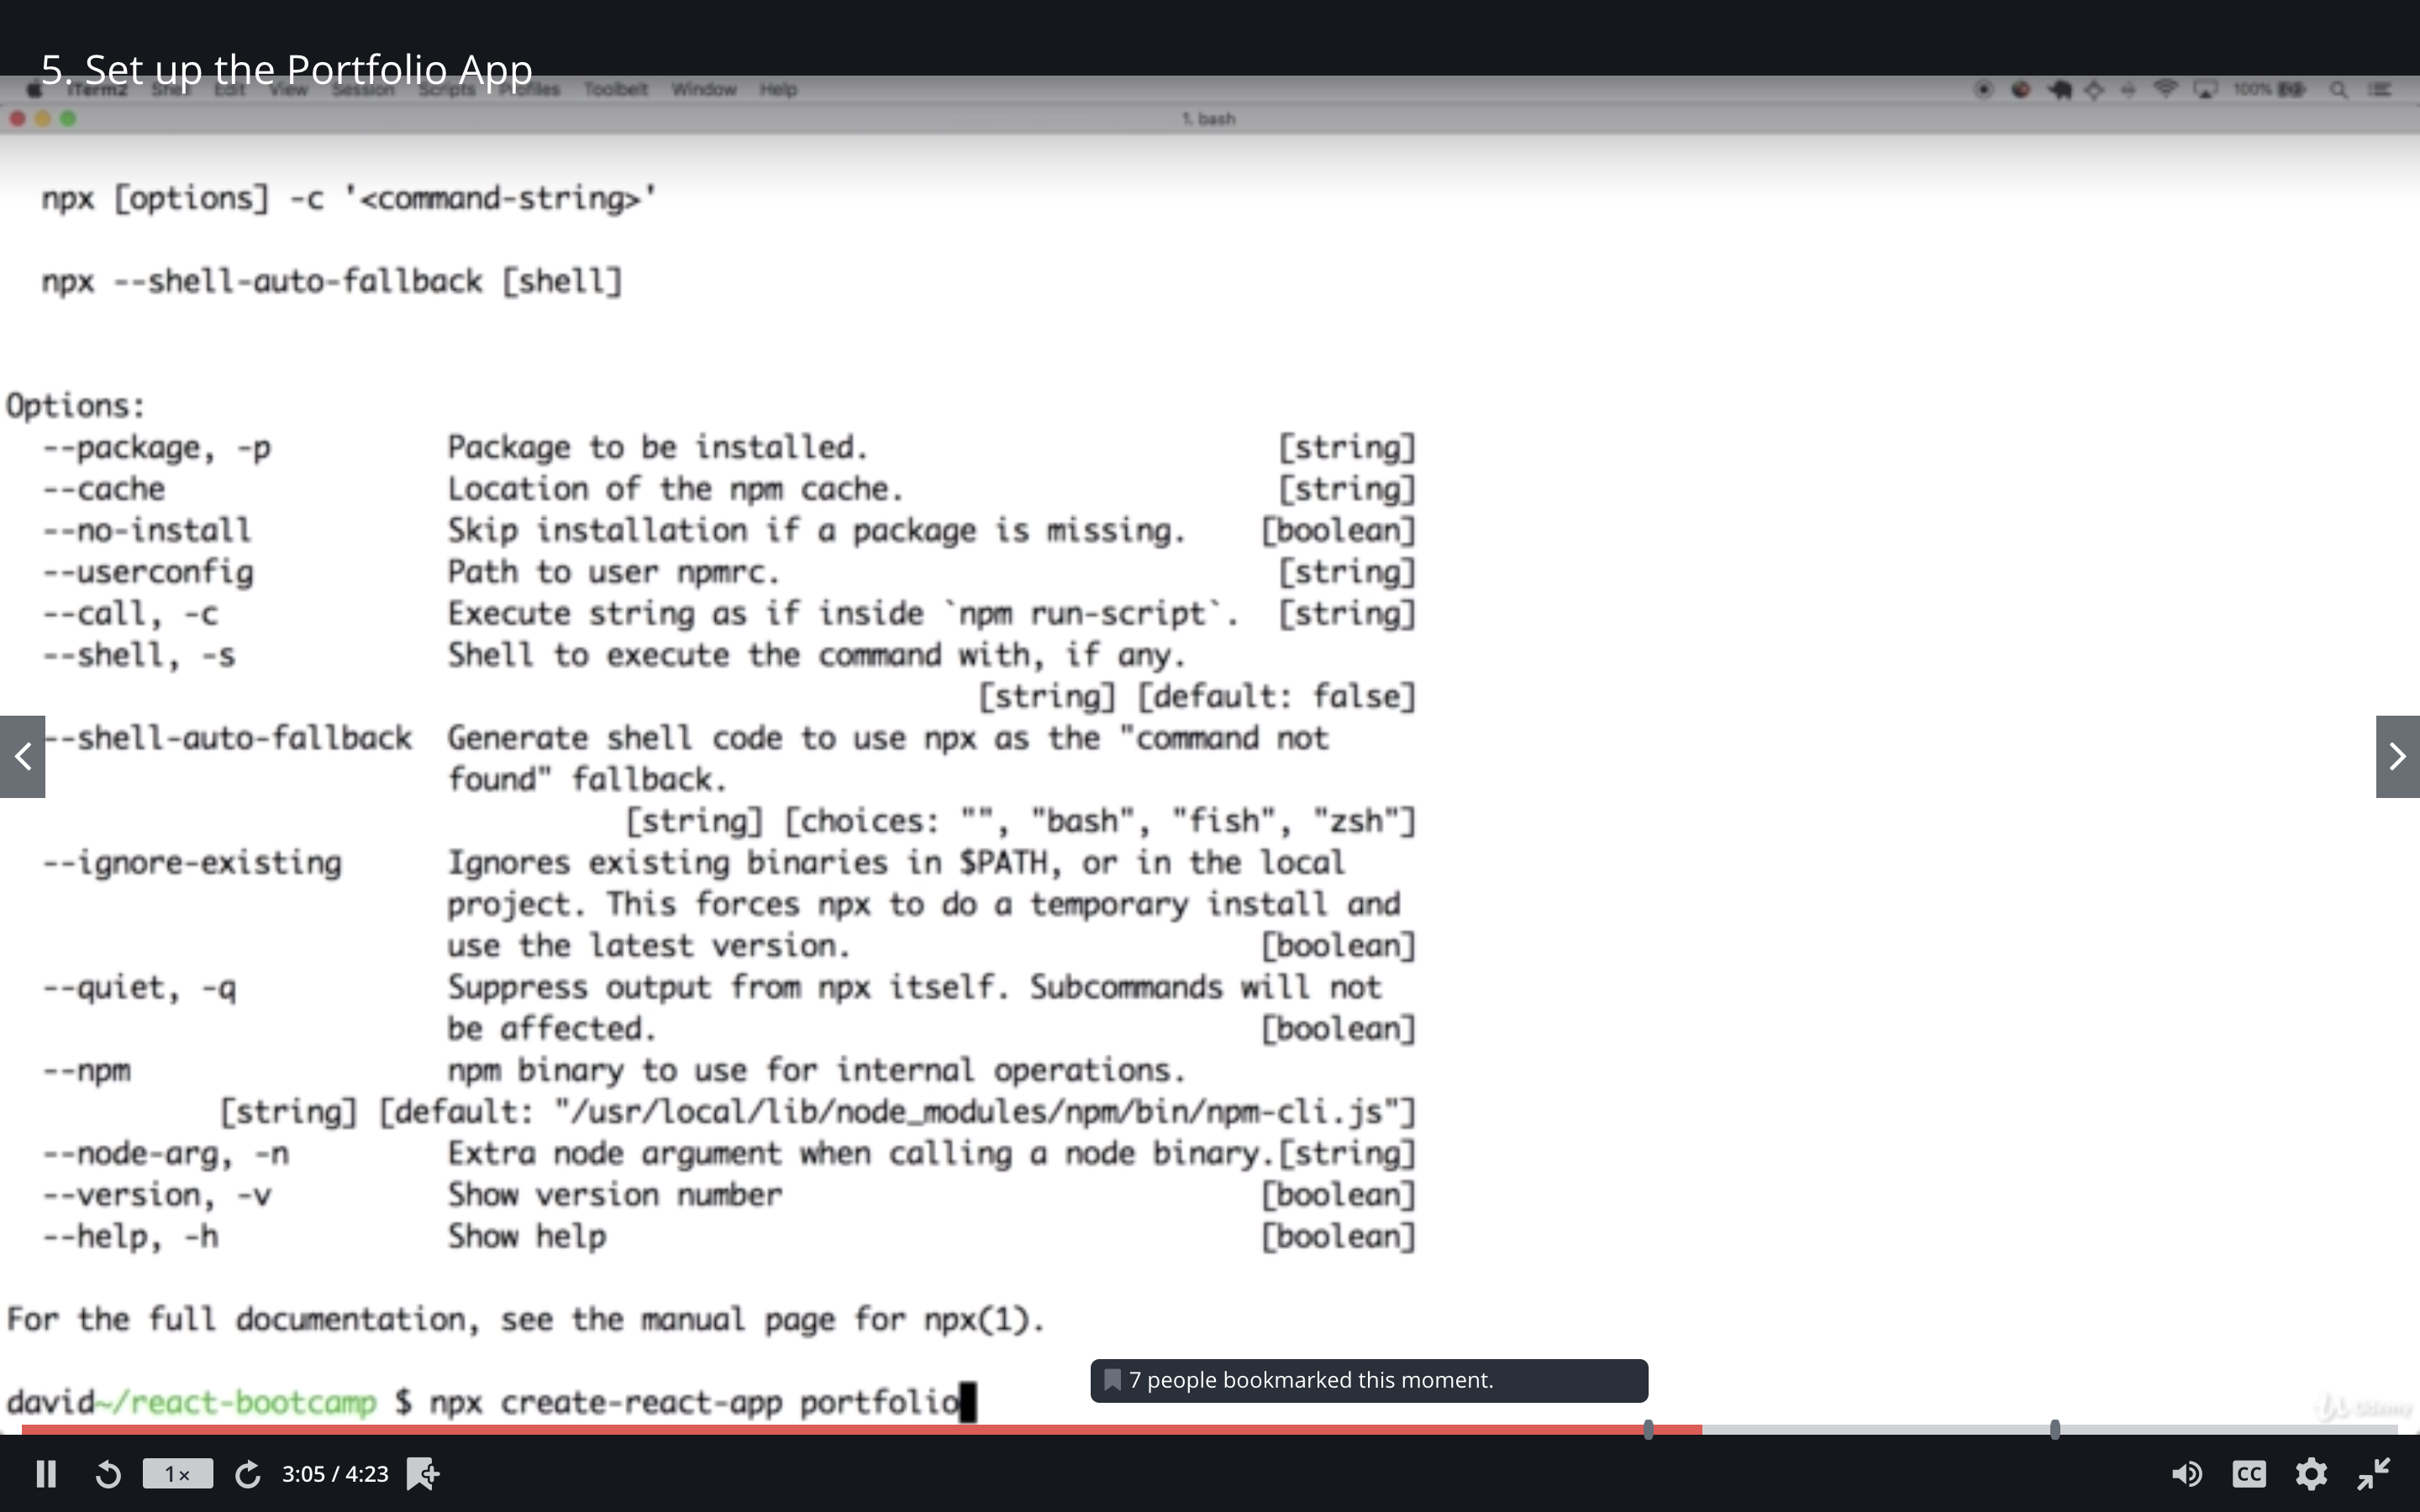 5. Set up the Portfolio App
iTerm2 Shell Edit View Session Scripts Profiles Toolbelt Window Help 100%
1. bash
npx [options] -c '<command-string>'
npx --shell-auto-fallback [shell]
Options:
--package, -p Package to be installed. [string]
--cache Location of the npm cache. [string]
--no-install Skip installation if a package is missing. [boolean]
--userconfig Path to user npmrc. [string]
--call, -c Execute string as if inside `npm run-script`. [string]
--shell, -s Shell to execute the command with, if any.
[string] [default: false]
--shell-auto-fallback Generate shell code to use npx as the "command not
found" fallback.
[string] [choices: "", "bash", "fish", "zsh"]
--ignore-existing Ignores existing binaries in $PATH, or in the local
project. This forces npx to do a temporary install and
use the latest version. [boolean]
--quiet, -q Suppress output from npx itself. Subcommands will not
be affected. [boolean]
--npm npm binary to use for internal operations.
[string] [default: "/usr/local/lib/node_modules/npm/bin/npm-cli.js"]
--node-arg, -n Extra node argument when calling a node binary.[string]
--version, -v Show version number [boolean]
--help, -h Show help [boolean]
For the full documentation, see the manual page for npx(1).
david~/react-bootcamp $ npx create-react-app portfolio
7 people bookmarked this moment.
Udemy
1× 3:05 / 4:23 CC